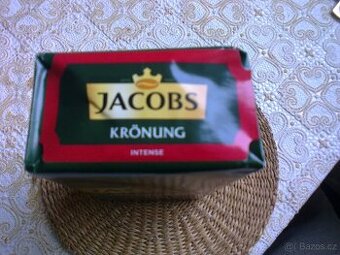 JACOBS
KRÖNUNG
INTENSE
Bazos.cz